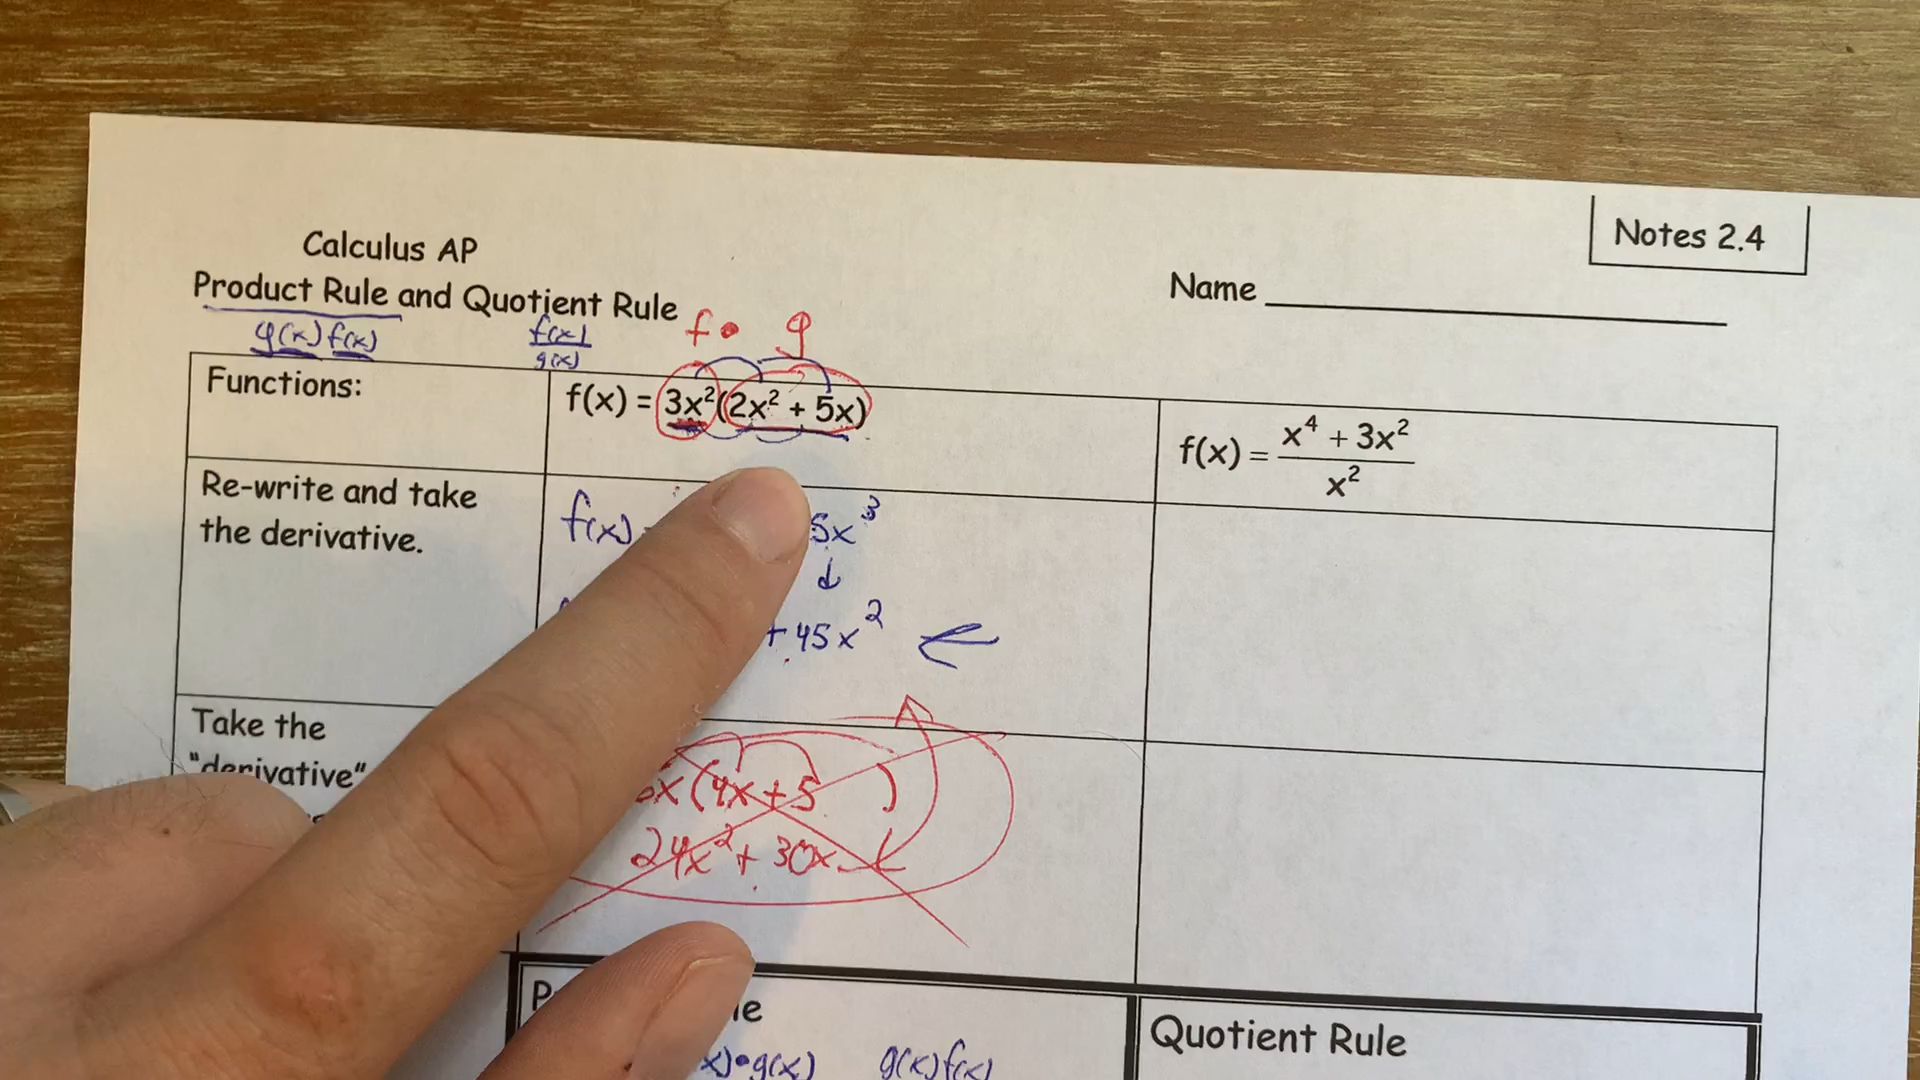 Notes 2.4
Calculus AP
Name
Product Rule and Quotient Rule
g(x) f(x)
f(x)
g(x)
f • g
Functions:
f(x) = 3x²(2x² + 5x)
f(x) = x⁴ + 3x²
x²
Re-write and take
the derivative.
f(x)
5x³
↓
+ 45x² ←
Take the
"derivative"
x(4x + 5 )
24x² + 30x
g(x) g(x)f(x)
Quotient Rule